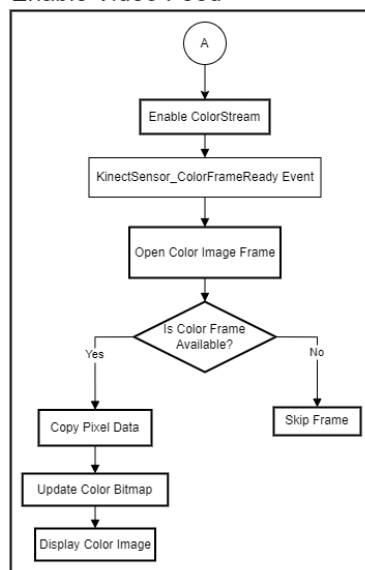 Enable Video Feed
A
Enable ColorStream
KinectSensor_ColorFrameReady Event
Open Color Image Frame
Is Color Frame
Available?
Yes
No
Copy Pixel Data
Skip Frame
Update Color Bitmap
Display Color Image